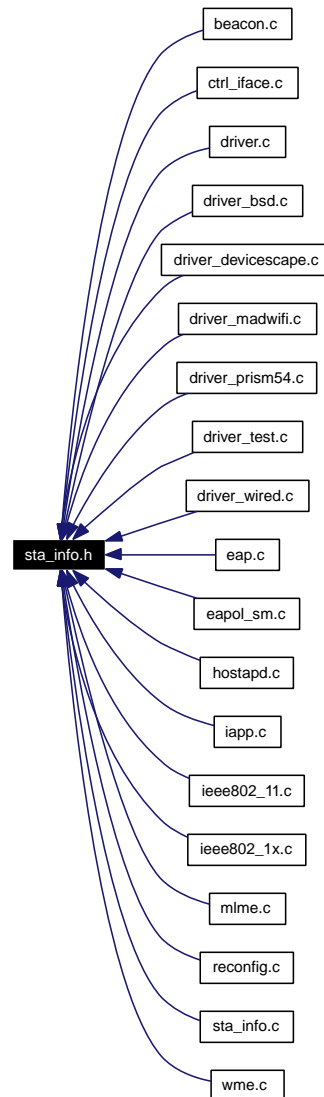 beacon.c
ctrl_iface.c
driver.c
driver_bsd.c
driver_devicescape.c
driver_madwifi.c
driver_prism54.c
driver_test.c
driver_wired.c
sta_info.h
eap.c
eapol_sm.c
hostapd.c
iapp.c
ieee802_11.c
ieee802_1x.c
mlme.c
reconfig.c
sta_info.c
wme.c